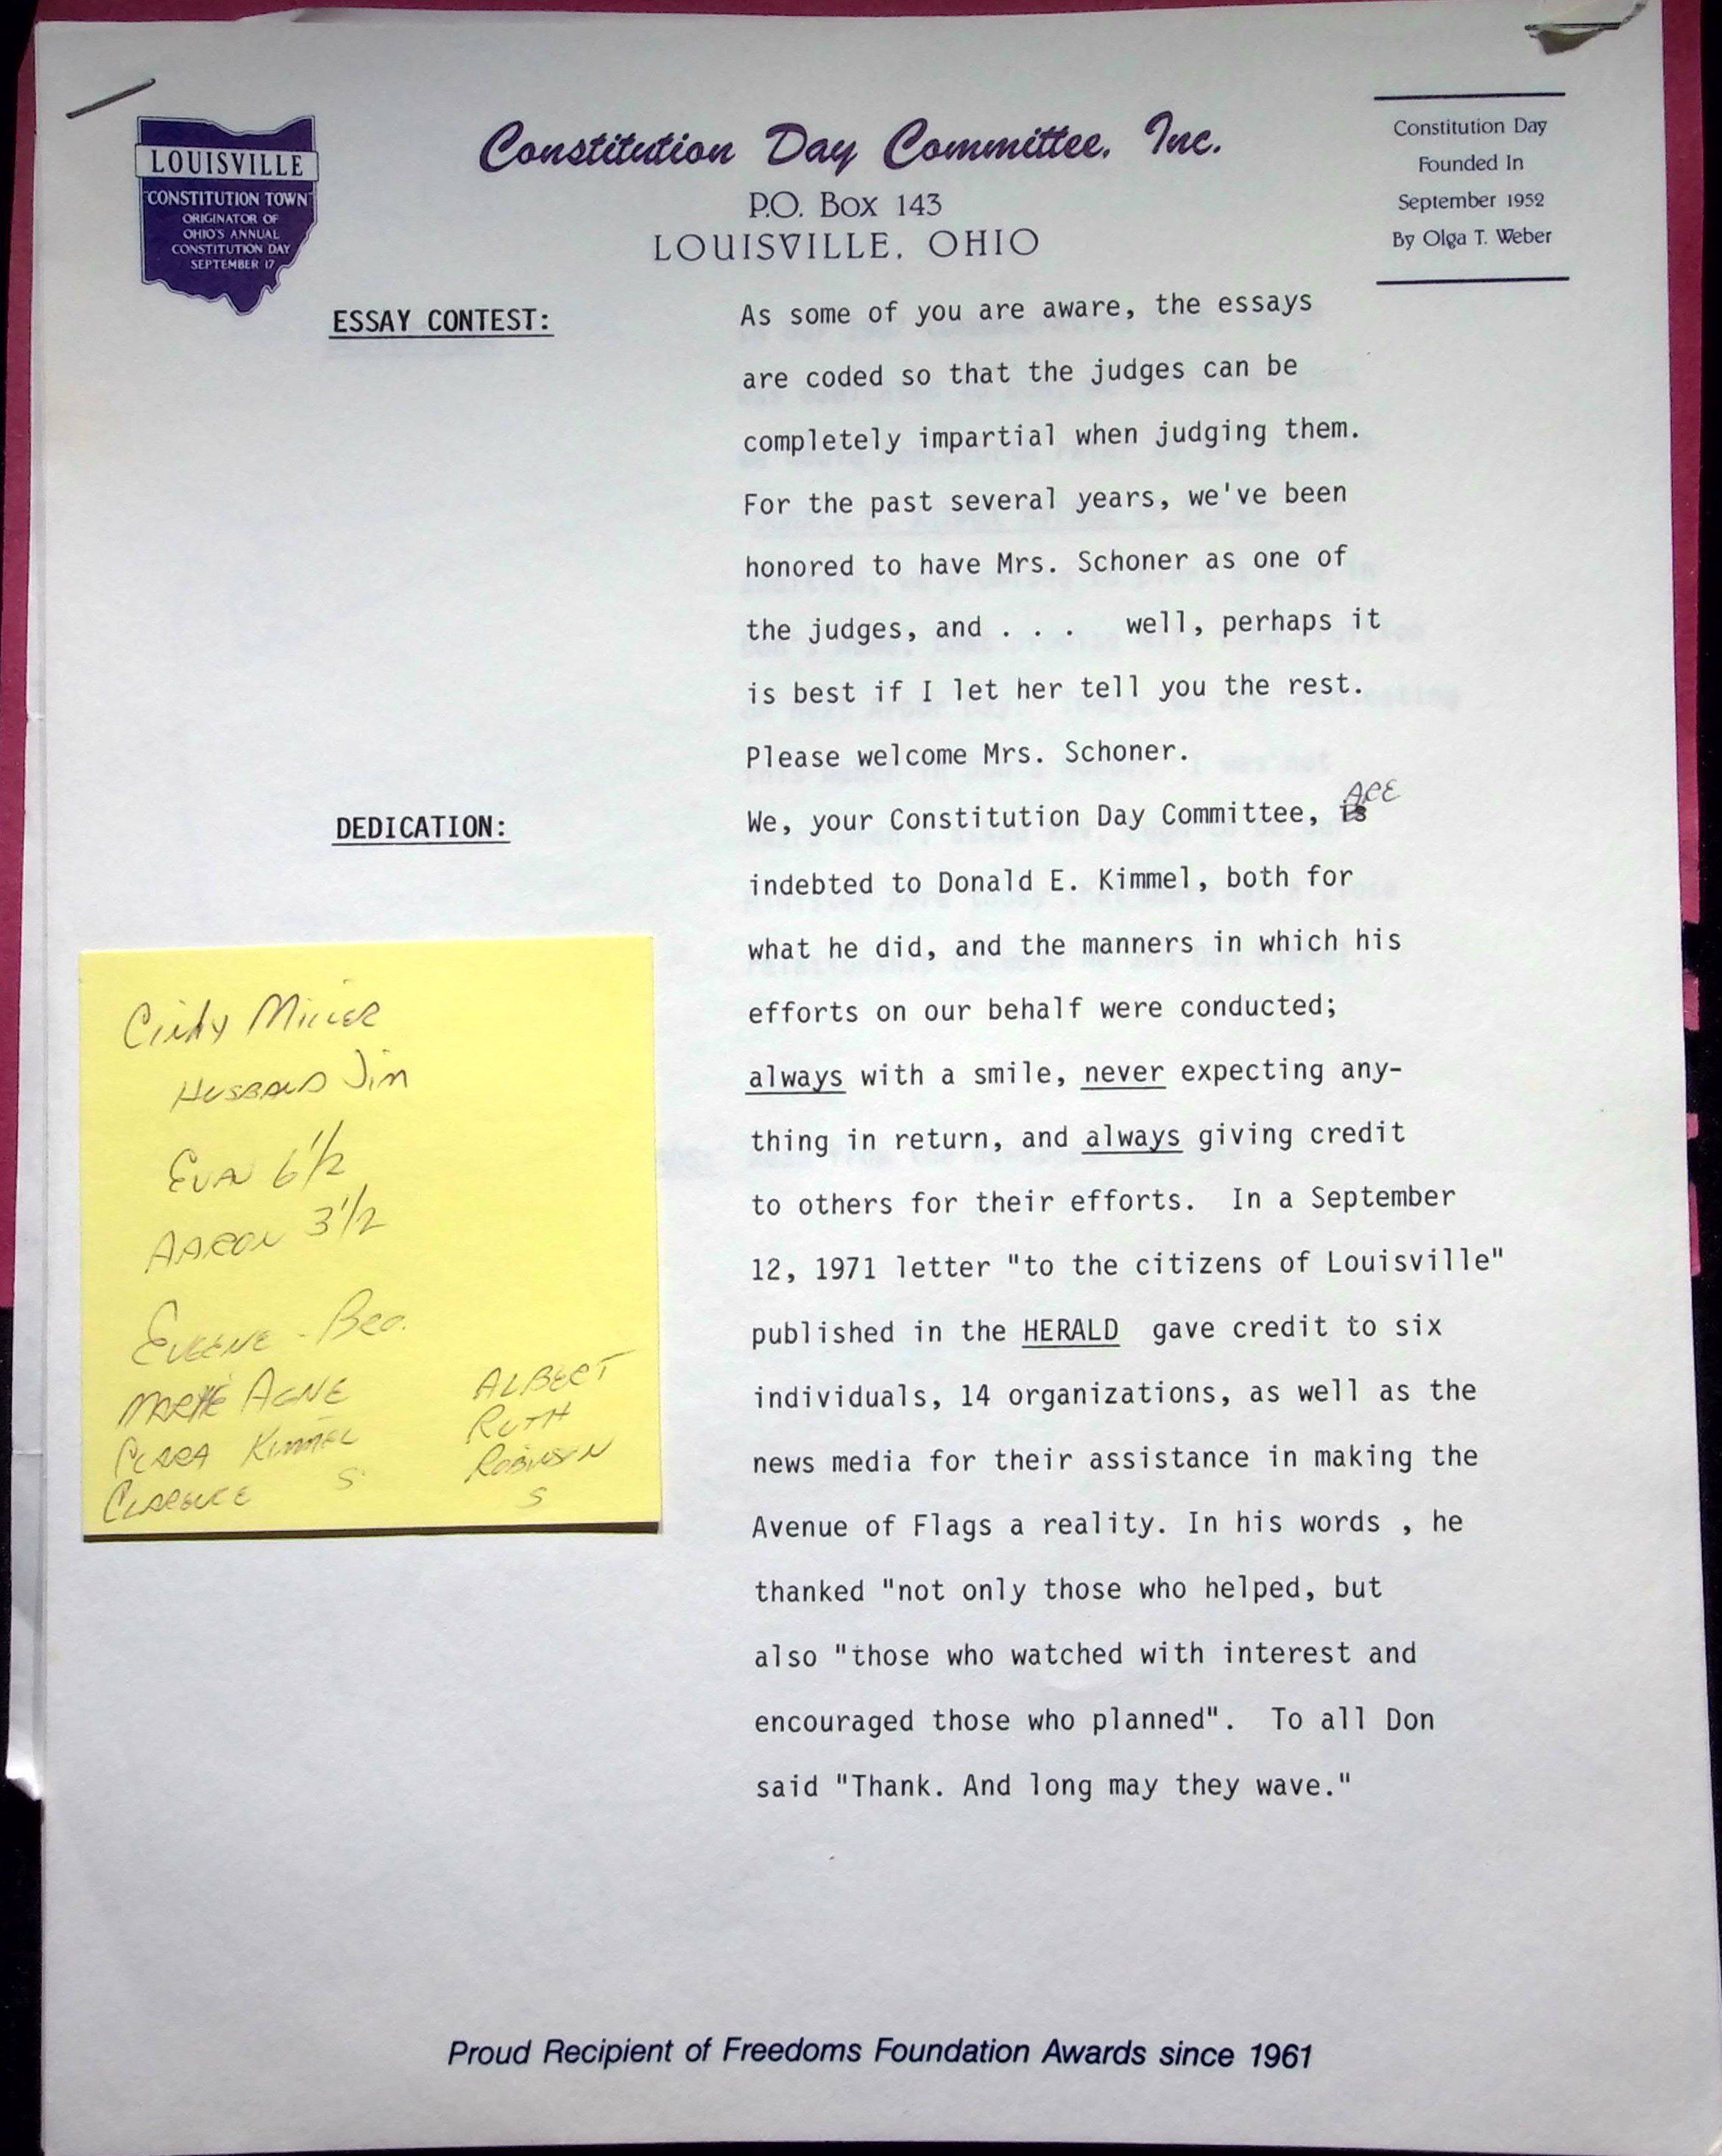 LOUISVILLE
"CONSTITUTION TOWN"
ORIGINATOR OF
OHIO'S ANNUAL
CONSTITUTION DAY
SEPTEMBER 17
Constitution Day Committee, Inc.
P.O. Box 143
LOUISVILLE, OHIO
Constitution Day
Founded In
September 1952
By Olga T. Weber
ESSAY CONTEST:
As some of you are aware, the essays
are coded so that the judges can be
completely impartial when judging them.
For the past several years, we've been
honored to have Mrs. Schoner as one of
the judges, and . . . well, perhaps it
is best if I let her tell you the rest.
Please welcome Mrs. Schoner.
DEDICATION:
ARE
We, your Constitution Day Committee, is
indebted to Donald E. Kimmel, both for
what he did, and the manners in which his
efforts on our behalf were conducted;
always with a smile, never expecting any-
thing in return, and always giving credit
to others for their efforts. In a September
12, 1971 letter "to the citizens of Louisville"
published in the HERALD gave credit to six
individuals, 14 organizations, as well as the
news media for their assistance in making the
Avenue of Flags a reality. In his words , he
thanked "not only those who helped, but
also "those who watched with interest and
encouraged those who planned". To all Don
said "Thank. And long may they wave."
Cindy Miller
HUSBAND Jim
EVAN 6 1/2
AARON 3 1/2
EUGENE - BRO.
MARIE AGNE
CLARA KIMMEL
CLARENCE S
ALBERT
RUTH
ROBINSON
S
Proud Recipient of Freedoms Foundation Awards since 1961